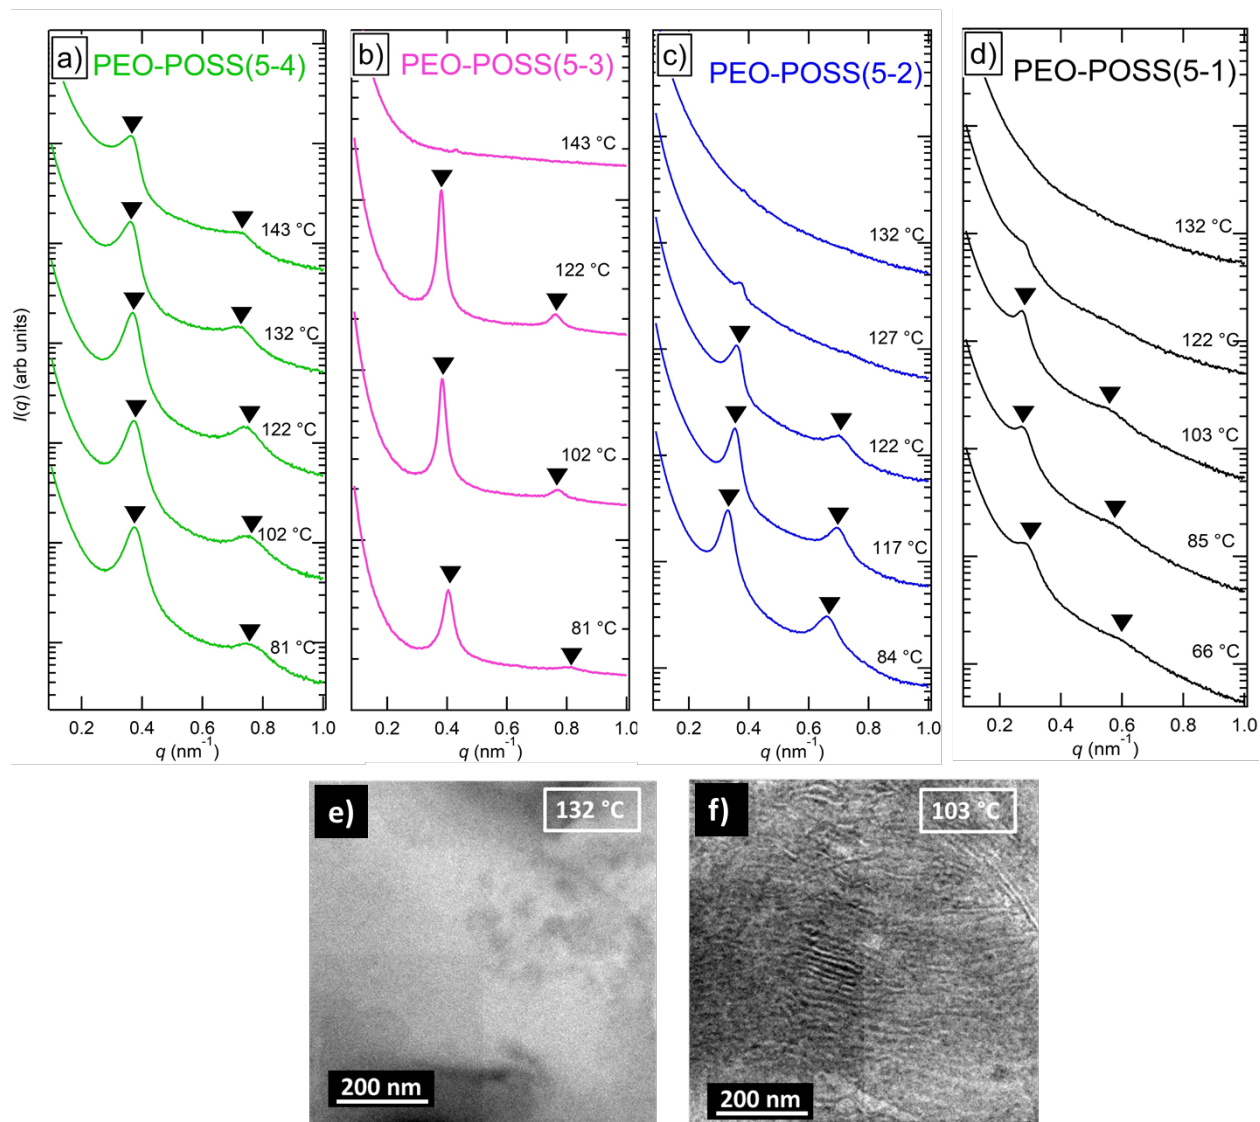 a) PEO-POSS(5-4)
143 °C
132 °C
122 °C
102 °C
81 °C
I(q) (arb units)
0.2 0.4 0.6 0.8 1.0
q (nm⁻¹)
b) PEO-POSS(5-3)
143 °C
122 °C
102 °C
81 °C
0.2 0.4 0.6 0.8 1.0
q (nm⁻¹)
c) PEO-POSS(5-2)
132 °C
127 °C
122 °C
117 °C
84 °C
0.2 0.4 0.6 0.8 1.0
q (nm⁻¹)
d) PEO-POSS(5-1)
132 °C
122 °C
103 °C
85 °C
66 °C
0.2 0.4 0.6 0.8 1.0
q (nm⁻¹)
e) 132 °C
200 nm
f) 103 °C
200 nm